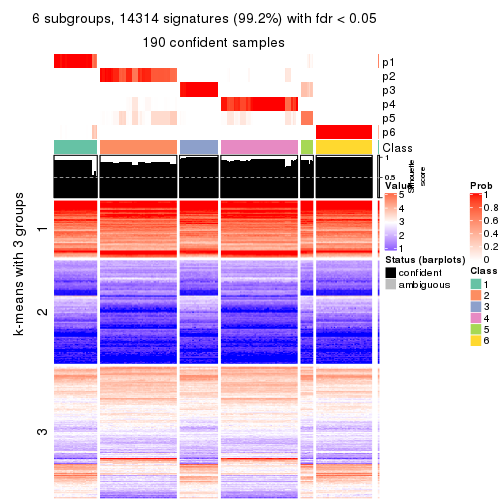 6 subgroups, 14314 signatures (99.2%) with fdr < 0.05
190 confident samples
p1
p2
p3
p4
p5
p6
Class
1
0.5
0
Silhouette
score
k-means with 3 groups
1
2
3
Value
5
4
3
2
1
Status (barplots)
confident
ambiguous
Prob
1
0.8
0.6
0.4
0.2
0
Class
1
2
3
4
5
6